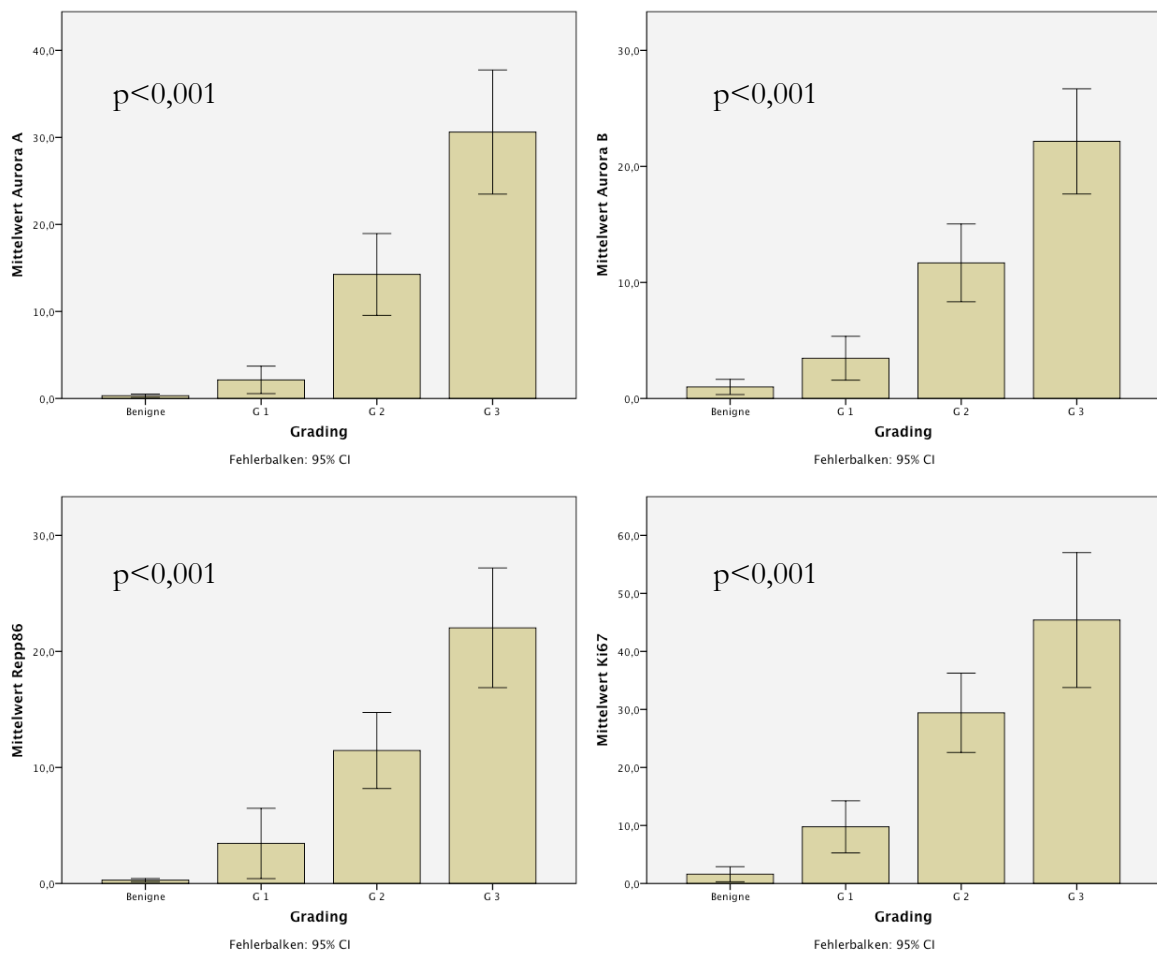 40,0
30,0
20,0
10,0
0,0
Mittelwert Aurora A
p<0,001
Benigne G 1 G 2 G 3
Grading
Fehlerbalken: 95% CI
30,0
20,0
10,0
0,0
Mittelwert Aurora B
p<0,001
Benigne G 1 G 2 G 3
Grading
Fehlerbalken: 95% CI
30,0
20,0
10,0
0,0
Mittelwert Repp86
p<0,001
Benigne G 1 G 2 G 3
Grading
Fehlerbalken: 95% CI
60,0
50,0
40,0
30,0
20,0
10,0
0,0
Mittelwert Ki67
p<0,001
Benigne G 1 G 2 G 3
Grading
Fehlerbalken: 95% CI